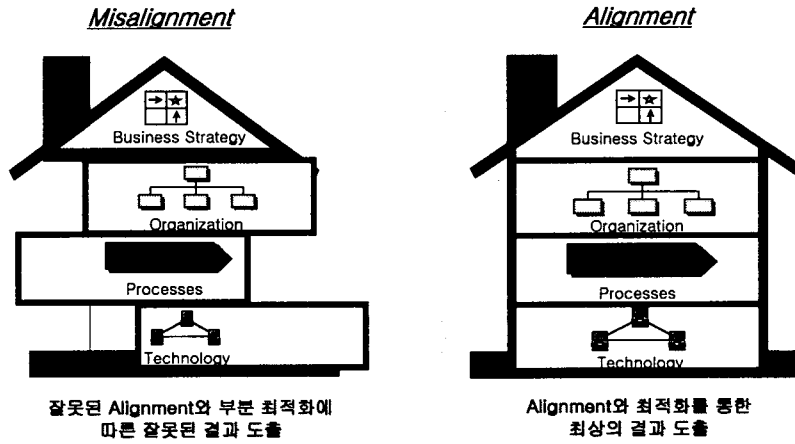 Misalignment
Business Strategy
Organization
Processes
Technology
잘못된 Alignment와 부분 최적화에
따른 잘못된 결과 도출
Alignment
Business Strategy
Organization
Processes
Technology
Alignment와 최적화를 통한
최상의 결과 도출